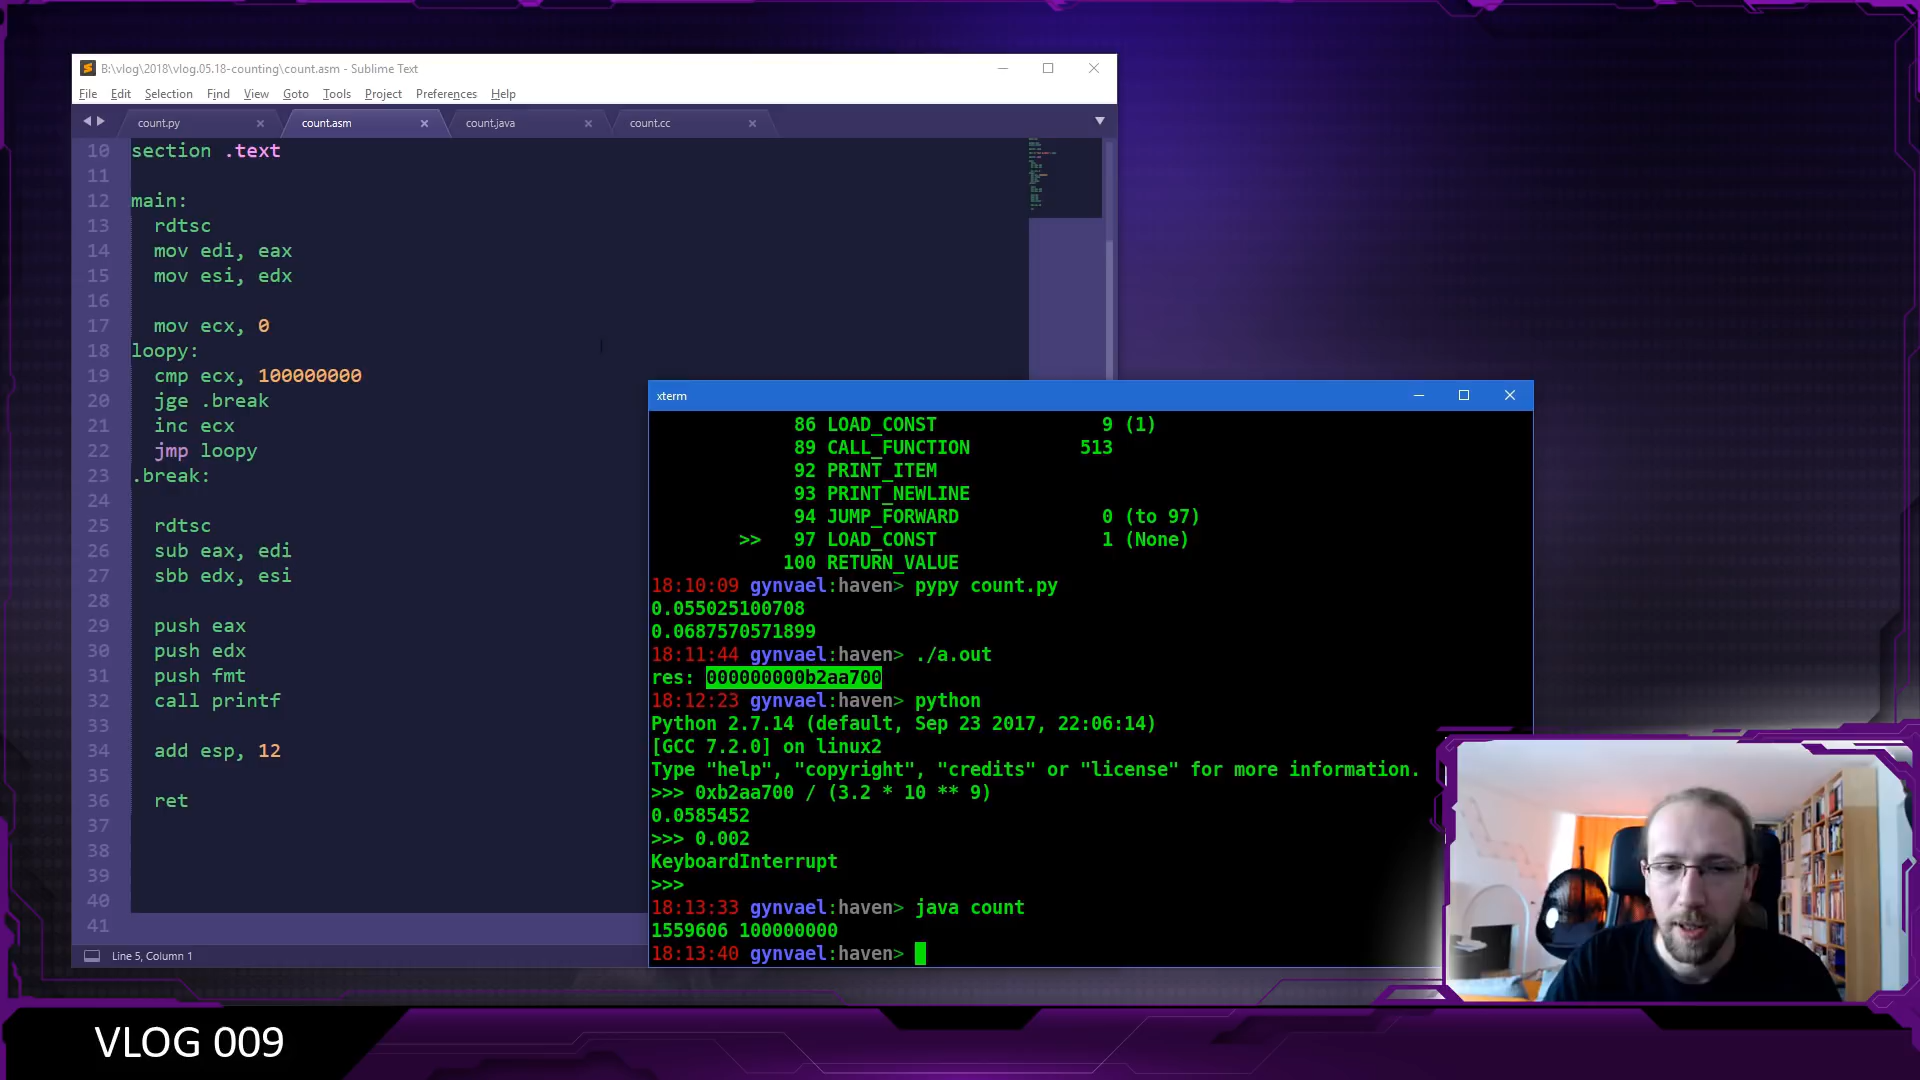 B:\vlog\2018\vlog.05.18-counting\count.asm - Sublime Text
File Edit Selection Find View Goto Tools Project Preferences Help
count.py count.asm count.java count.cc
10 section .text
11
12 main:
13 rdtsc
14 mov edi, eax
15 mov esi, edx
16
17 mov ecx, 0
18 loopy:
19 cmp ecx, 100000000
20 jge .break
21 inc ecx
22 jmp loopy
23 .break:
24
25 rdtsc
26 sub eax, edi
27 sbb edx, esi
28
29 push eax
30 push edx
31 push fmt
32 call printf
33
34 add esp, 12
35
36 ret
37
38
39
40
41
Line 5, Column 1
xterm
86 LOAD_CONST 9 (1)
89 CALL_FUNCTION 513
92 PRINT_ITEM
93 PRINT_NEWLINE
94 JUMP_FORWARD 0 (to 97)
>> 97 LOAD_CONST 1 (None)
100 RETURN_VALUE
18:10:09 gynvael:haven> pypy count.py
0.055025100708
0.0687570571899
18:11:44 gynvael:haven> ./a.out
res: 000000000b2aa700
18:12:23 gynvael:haven> python
Python 2.7.14 (default, Sep 23 2017, 22:06:14)
[GCC 7.2.0] on linux2
Type "help", "copyright", "credits" or "license" for more information.
>>> 0xb2aa700 / (3.2 * 10 ** 9)
0.0585452
>>> 0.002
KeyboardInterrupt
>>>
18:13:33 gynvael:haven> java count
1559606 100000000
18:13:40 gynvael:haven>
VLOG 009